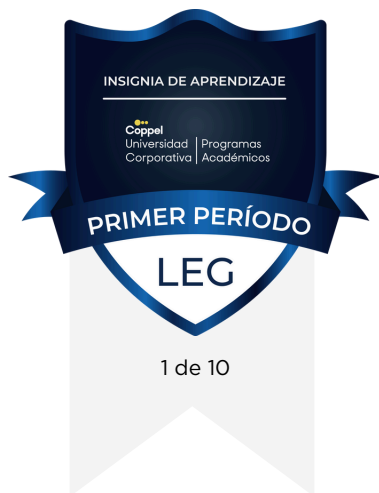 INSIGNIA DE APRENDIZAJE
Coppel
Universidad Programas
Corporativa Académicos
PRIMER PERÍODO
LEG
1 de 10